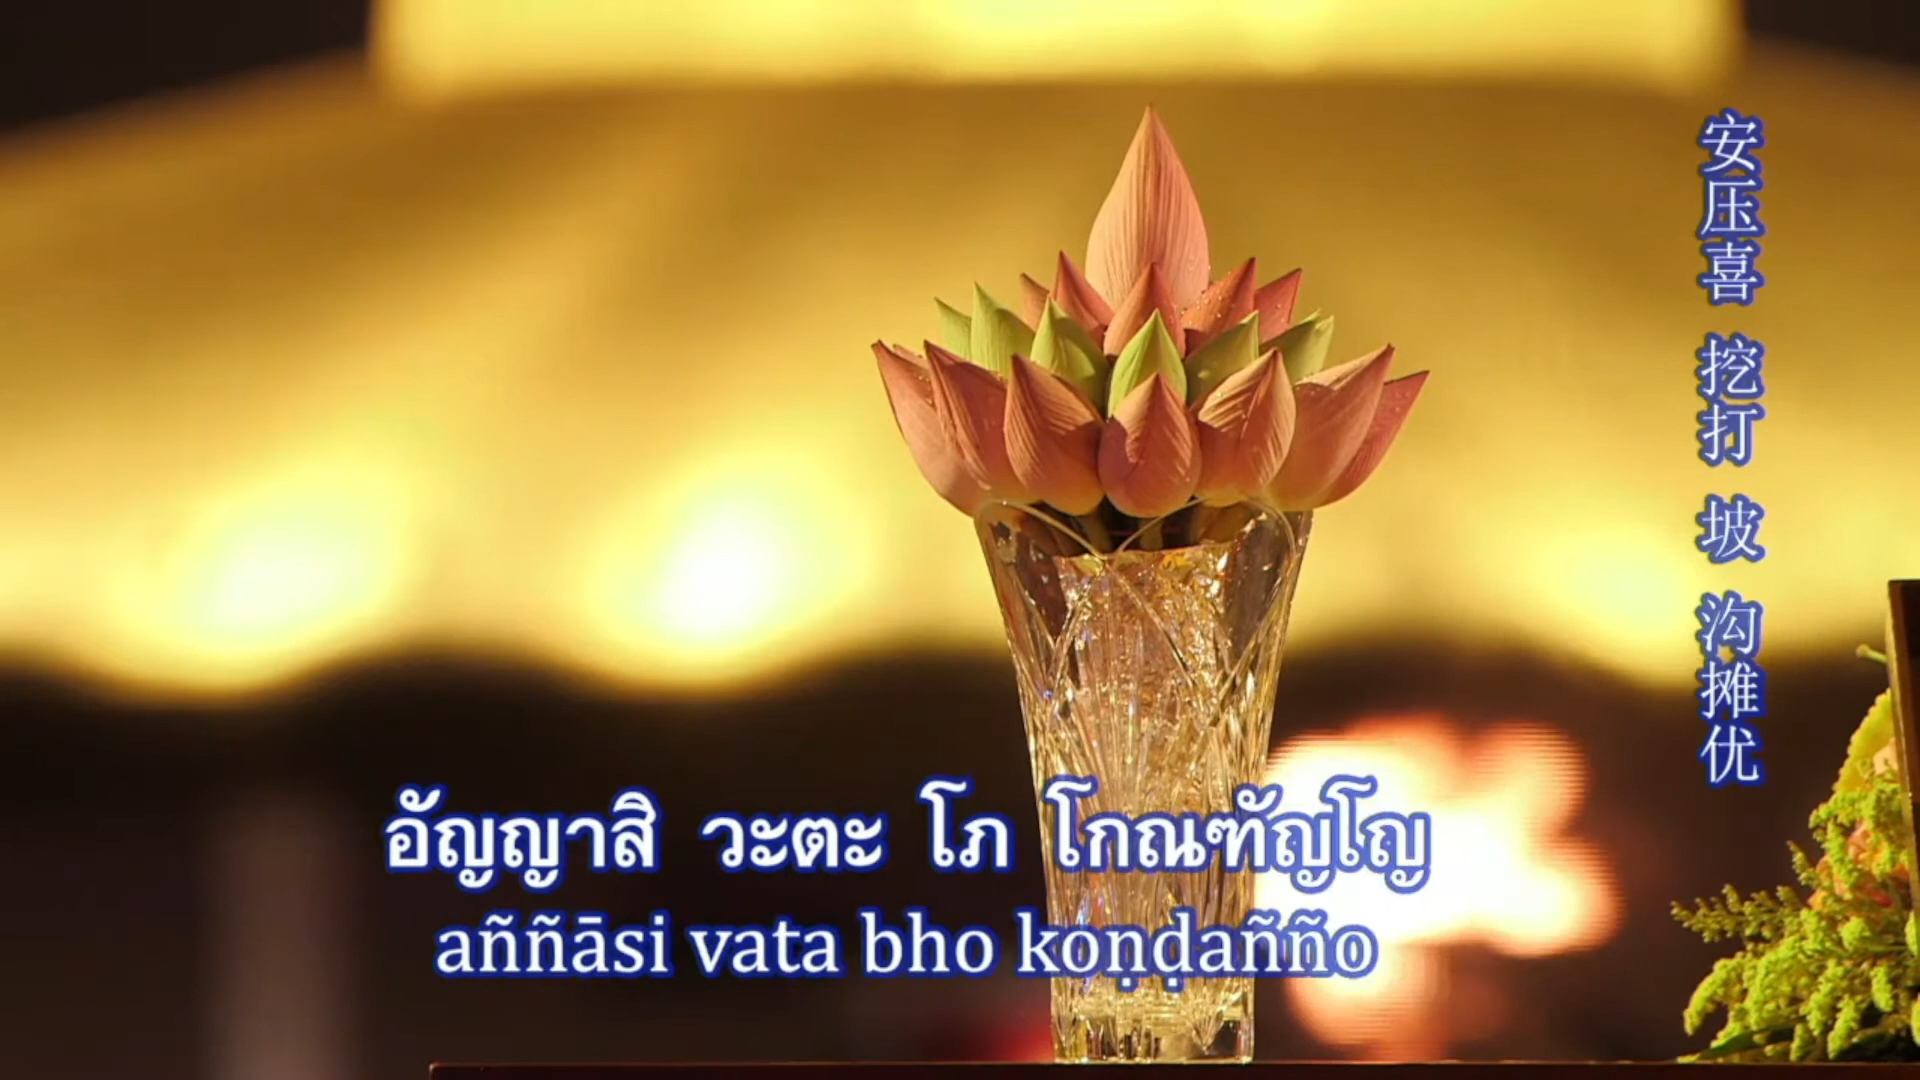 安压喜 挖打 坡 沟摊优
อัญญาสิ วะตะ โภ โกณฑัญโญ
aññāsi vata bho koṇḍañño